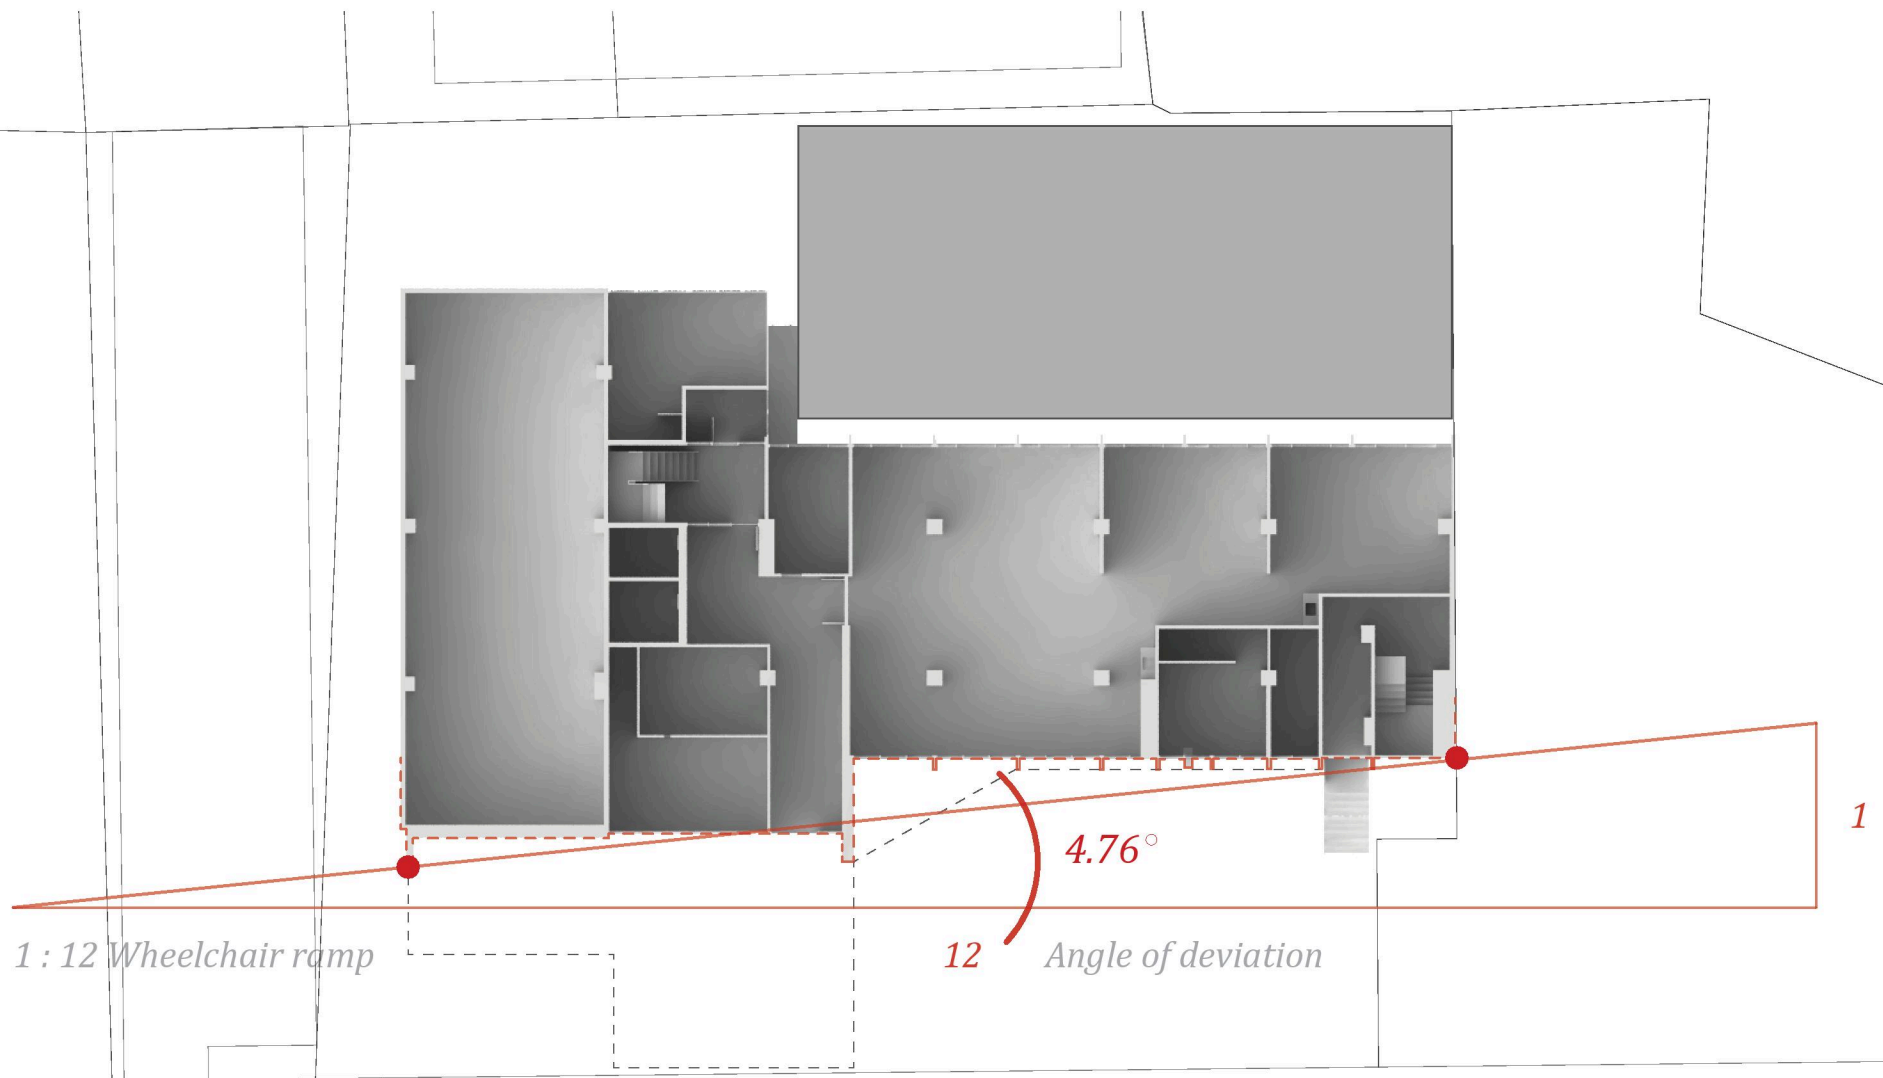 1
4.76°
1 : 12 Wheelchair ramp
12
Angle of deviation